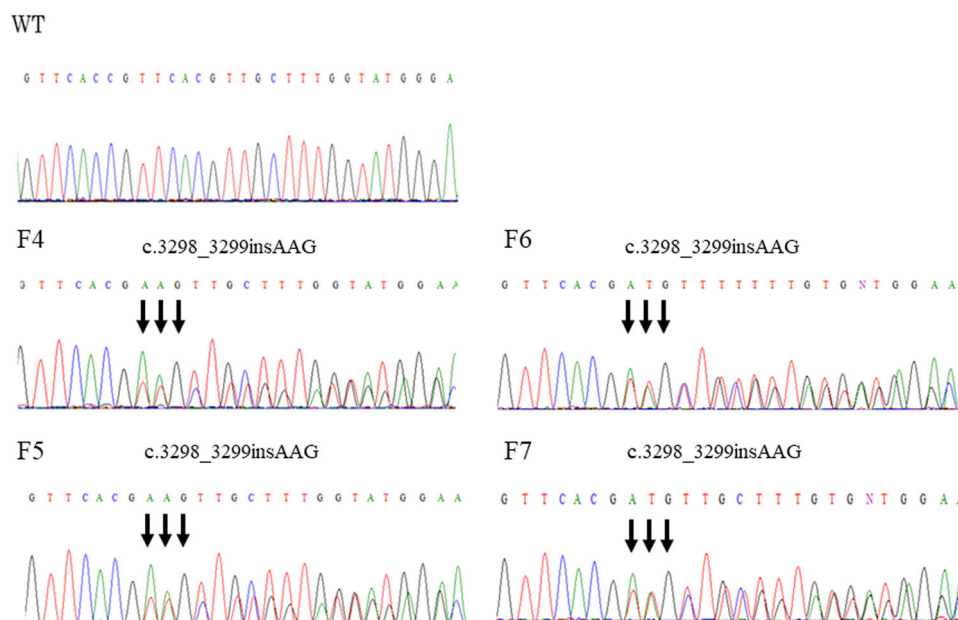 WT
G T T C A C C G T T C A C G T T G C T T T G G T A T G G G A
F4
c.3298_3299insAAG
G T T C A C G A A G T T G C T T T G G T A T G G A A
F6
c.3298_3299insAAG
G T T C A C G A T G T T T T T T T G T G N T G G A A
F5
c.3298_3299insAAG
G T T C A C G A A G T T G C T T T G G T A T G G A A
F7
c.3298_3299insAAG
G T T C A C G A T G T T G C T T T G T G N T G G A A